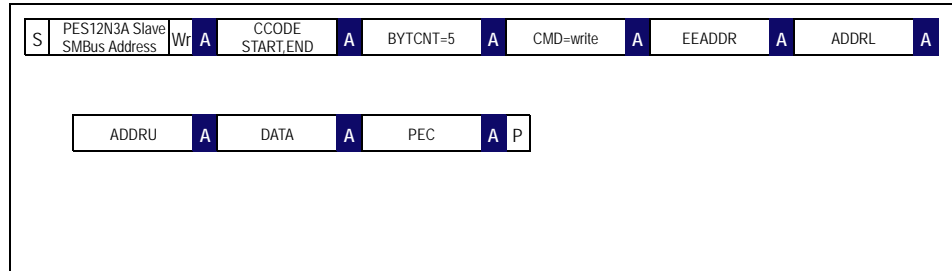 S PES12N3A Slave SMBus Address Wr A CCODE START,END A BYTCNT=5 A CMD=write A EEADDR A ADDRL A
ADDRU A DATA A PEC A P